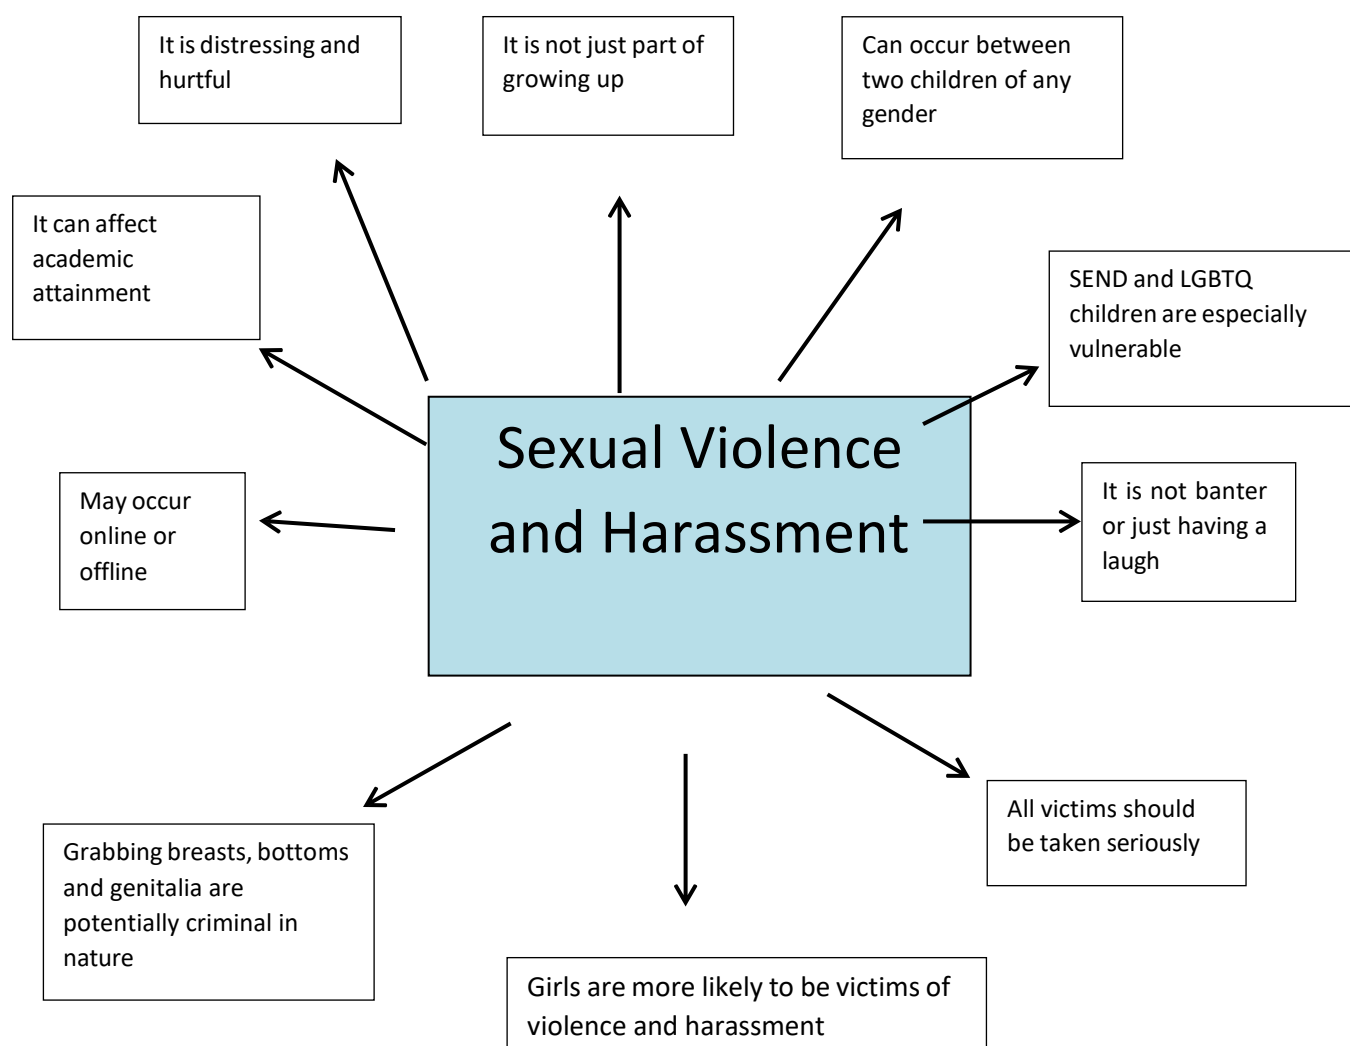 It is distressing and
hurtful
It is not just part of
growing up
Can occur between
two children of any
gender
It can affect
academic
attainment
SEND and LGBTQ
children are especially
vulnerable
Sexual Violence
and Harassment
May occur
online or
offline
It is not banter
or just having a
laugh
All victims should
be taken seriously
Grabbing breasts, bottoms
and genitalia are
potentially criminal in
nature
Girls are more likely to be victims of
violence and harassment